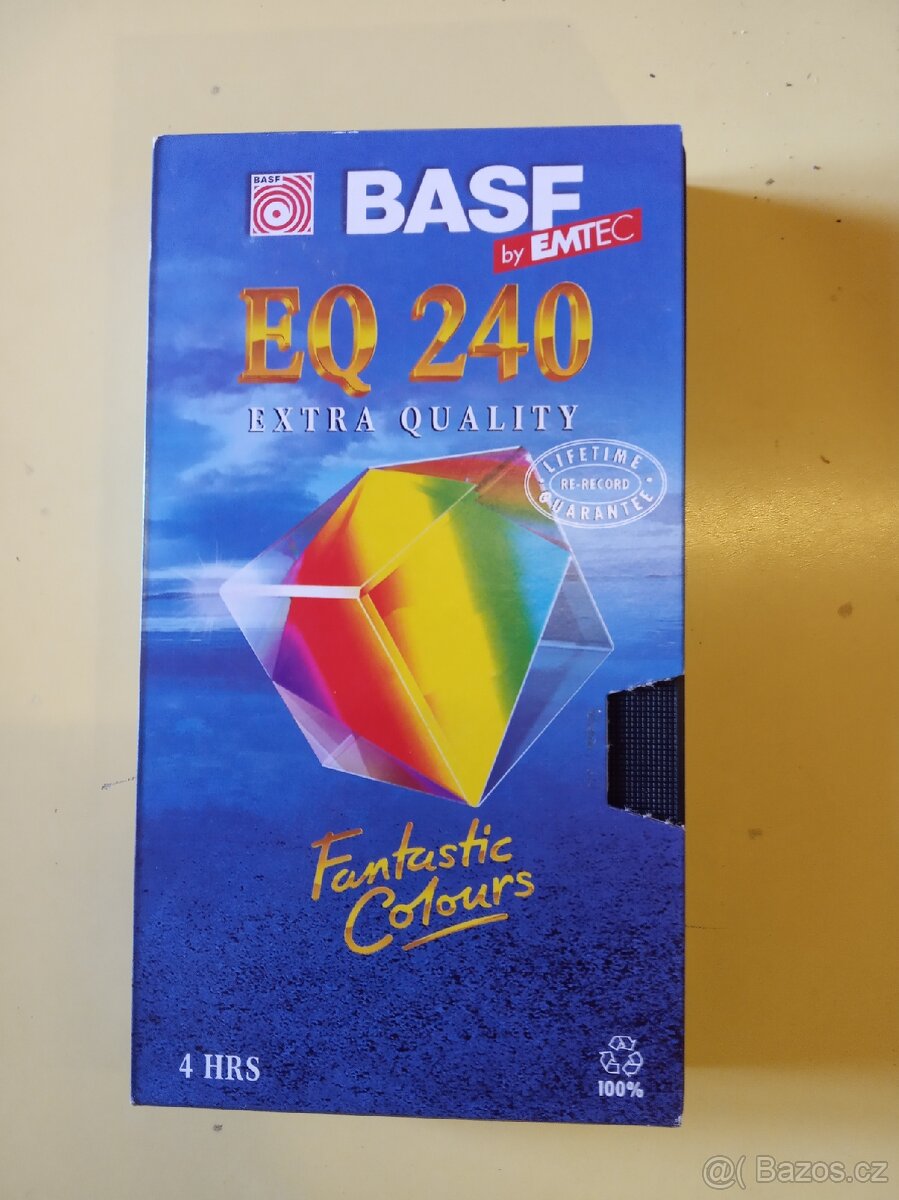 BASF
BASF
by EMTEC
EQ 240
EXTRA QUALITY
LIFETIME
RE-RECORD
GUARANTEE
Fantastic
Colours
4 HRS
100%
@( Bazos.cz